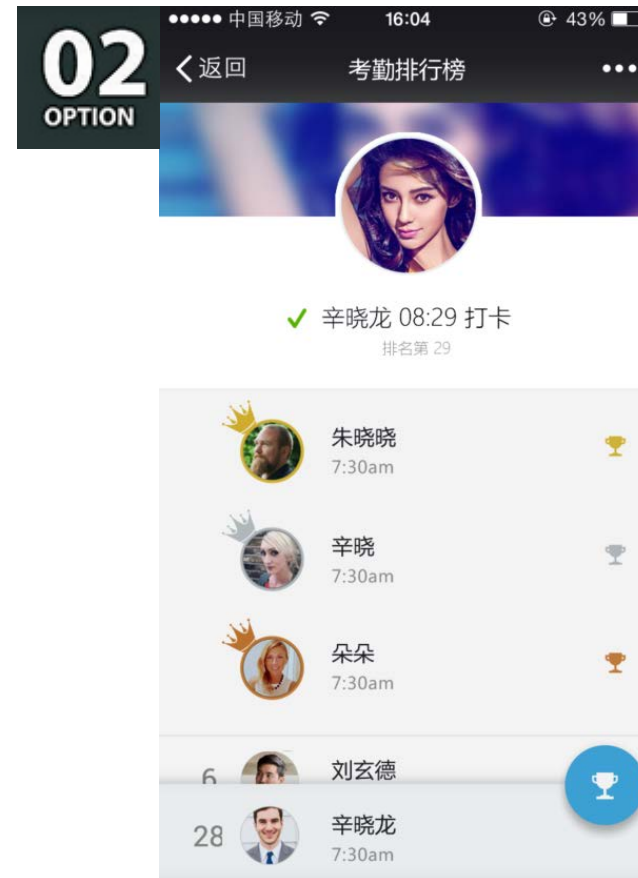 02
OPTION
中国移动 16:04 43%
返回 考勤排行榜
辛晓龙 08:29 打卡
排名第 29
朱晓晓
7:30am
辛晓
7:30am
朵朵
7:30am
6 刘玄德
28 辛晓龙
7:30am